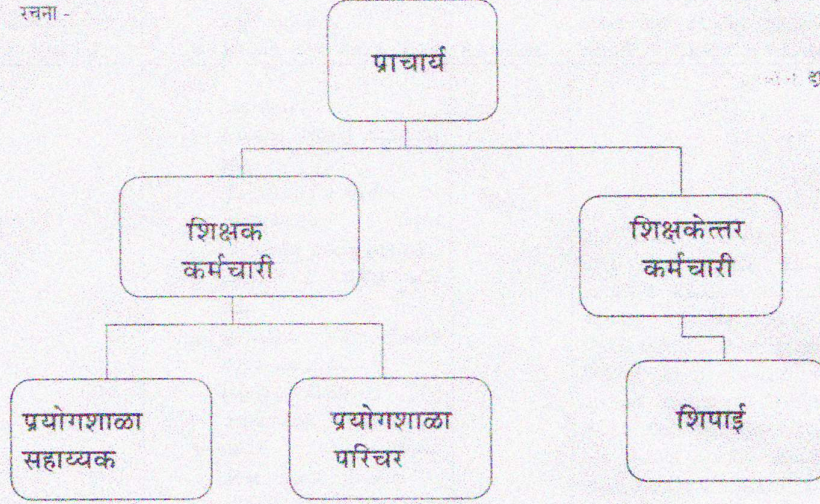 रचना -
प्राचार्य
शिक्षक
कर्मचारी
शिक्षकेत्तर
कर्मचारी
प्रयोगशाळा
सहाय्यक
प्रयोगशाळा
परिचर
शिपाई